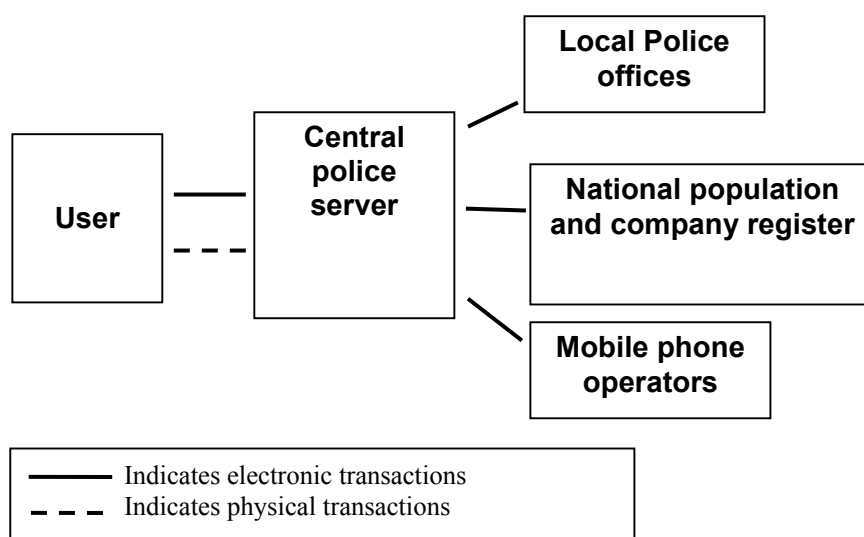 User
Central
police
server
Local Police
offices
National population
and company register
Mobile phone
operators
Indicates electronic transactions
Indicates physical transactions